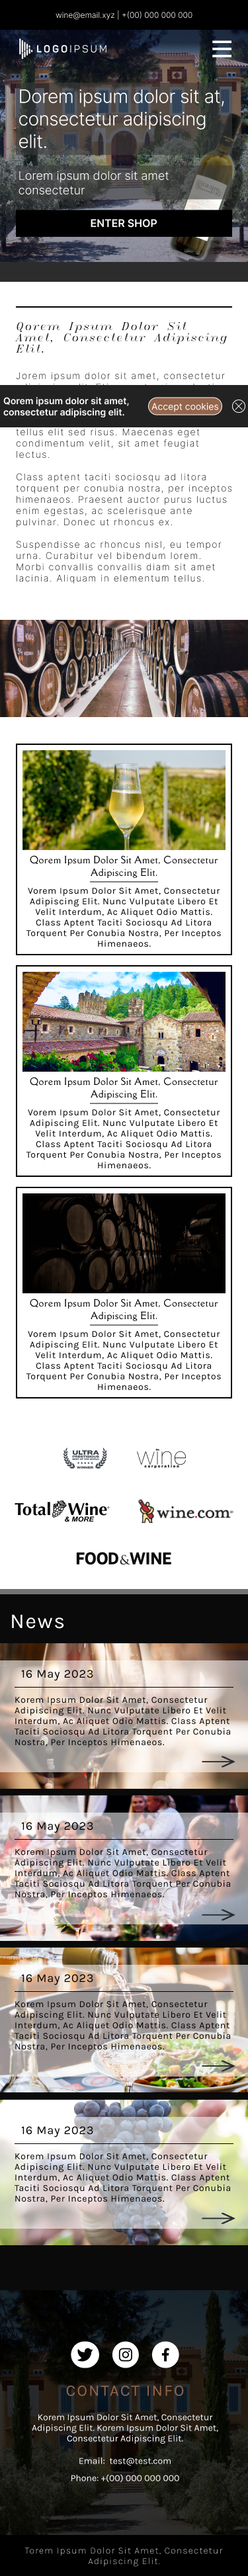 wine@email.xyz | +(00) 000 000 000
LOGOIPSUM
Dorem ipsum dolor sit at,
consectetur adipiscing
elit.
Lorem ipsum dolor sit amet
consectetur
ENTER SHOP
Qorem Ipsum Dolor Sit
Amet, Consectetur Adipiscing
Elit.
Jorem ipsum dolor sit amet, consectetur
Qorem ipsum dolor sit amet,
consectetur adipiscing elit.
Accept cookies
tellus elit sed risus. Maecenas eget
condimentum velit, sit amet feugiat
lectus.
Class aptent taciti sociosqu ad litora
torquent per conubia nostra, per inceptos
himenaeos. Praesent auctor purus luctus
enim egestas, ac scelerisque ante
pulvinar. Donec ut rhoncus ex.
Suspendisse ac rhoncus nisl, eu tempor
urna. Curabitur vel bibendum lorem.
Morbi convallis convallis diam sit amet
lacinia. Aliquam in elementum tellus.
Qorem Ipsum Dolor Sit Amet, Consectetur
Adipiscing Elit.
Vorem Ipsum Dolor Sit Amet, Consectetur
Adipiscing Elit. Nunc Vulputate Libero Et
Velit Interdum, Ac Aliquet Odio Mattis.
Class Aptent Taciti Sociosqu Ad Litora
Torquent Per Conubia Nostra, Per Inceptos
Himenaeos.
Qorem Ipsum Dolor Sit Amet, Consectetur
Adipiscing Elit.
Vorem Ipsum Dolor Sit Amet, Consectetur
Adipiscing Elit. Nunc Vulputate Libero Et
Velit Interdum, Ac Aliquet Odio Mattis.
Class Aptent Taciti Sociosqu Ad Litora
Torquent Per Conubia Nostra, Per Inceptos
Himenaeos.
Qorem Ipsum Dolor Sit Amet, Consectetur
Adipiscing Elit.
Vorem Ipsum Dolor Sit Amet, Consectetur
Adipiscing Elit. Nunc Vulputate Libero Et
Velit Interdum, Ac Aliquet Odio Mattis.
Class Aptent Taciti Sociosqu Ad Litora
Torquent Per Conubia Nostra, Per Inceptos
Himenaeos.
ULTRA
WINNER
wine
corporation
Total Wine
& MORE
wine.com
FOOD&WINE
News
16 May 2023
Korem Ipsum Dolor Sit Amet, Consectetur
Adipiscing Elit. Nunc Vulputate Libero Et Velit
Interdum, Ac Aliquet Odio Mattis. Class Aptent
Taciti Sociosqu Ad Litora Torquent Per Conubia
Nostra, Per Inceptos Himenaeos.
16 May 2023
Korem Ipsum Dolor Sit Amet, Consectetur
Adipiscing Elit. Nunc Vulputate Libero Et Velit
Interdum, Ac Aliquet Odio Mattis. Class Aptent
Taciti Sociosqu Ad Litora Torquent Per Conubia
Nostra, Per Inceptos Himenaeos.
16 May 2023
Korem Ipsum Dolor Sit Amet, Consectetur
Adipiscing Elit. Nunc Vulputate Libero Et Velit
Interdum, Ac Aliquet Odio Mattis. Class Aptent
Taciti Sociosqu Ad Litora Torquent Per Conubia
Nostra, Per Inceptos Himenaeos.
16 May 2023
Korem Ipsum Dolor Sit Amet, Consectetur
Adipiscing Elit. Nunc Vulputate Libero Et Velit
Interdum, Ac Aliquet Odio Mattis. Class Aptent
Taciti Sociosqu Ad Litora Torquent Per Conubia
Nostra, Per Inceptos Himenaeos.
CONTACT INFO
Korem Ipsum Dolor Sit Amet, Consectetur
Adipiscing Elit. Korem Ipsum Dolor Sit Amet,
Consectetur Adipiscing Elit.
Email: test@test.com
Phone: +(00) 000 000 000
Torem Ipsum Dolor Sit Amet, Consectetur
Adipiscing Elit.